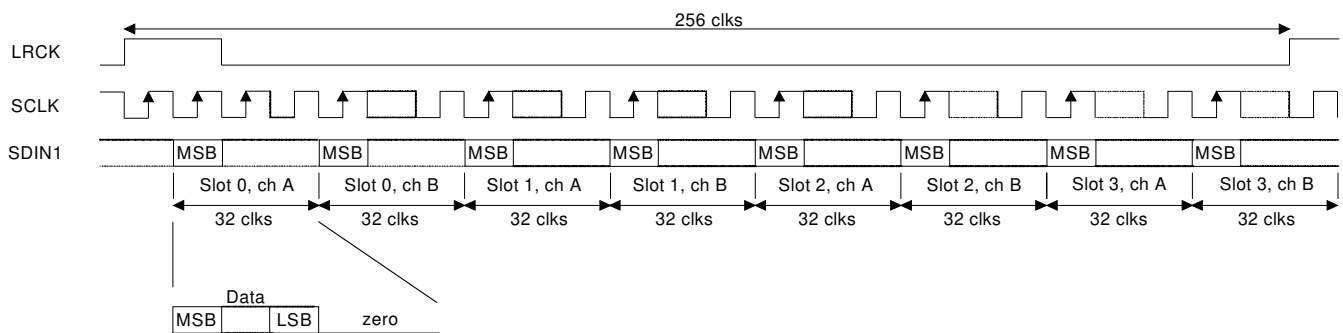 256 clks
LRCK
SCLK
SDIN1
MSB MSB MSB MSB MSB MSB MSB MSB
Slot 0, ch A Slot 0, ch B Slot 1, ch A Slot 1, ch B Slot 2, ch A Slot 2, ch B Slot 3, ch A Slot 3, ch B
32 clks 32 clks 32 clks 32 clks 32 clks 32 clks 32 clks 32 clks
Data
MSB LSB zero